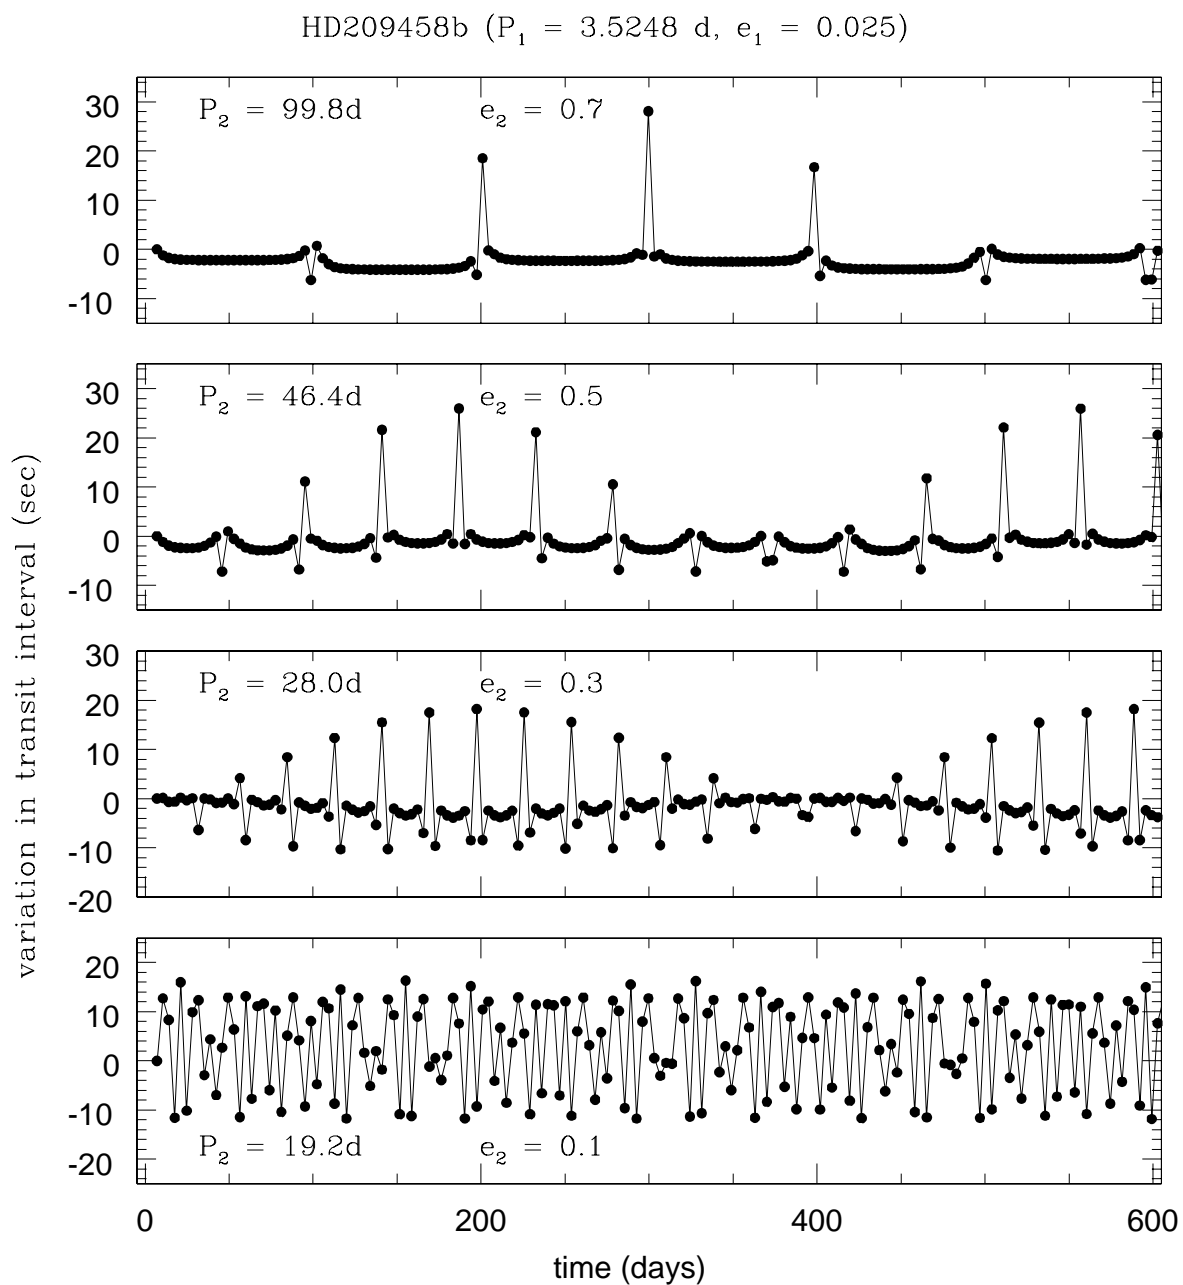 HD209458b (P₁ = 3.5248 d, e₁ = 0.025)
P₂ = 99.8d e₂ = 0.7
30
20
10
0
-10
P₂ = 46.4d e₂ = 0.5
30
20
10
0
-10
P₂ = 28.0d e₂ = 0.3
30
20
10
0
-10
-20
20
10
0
-10
-20
P₂ = 19.2d e₂ = 0.1
variation in transit interval (sec)
0 200 400 600
time (days)